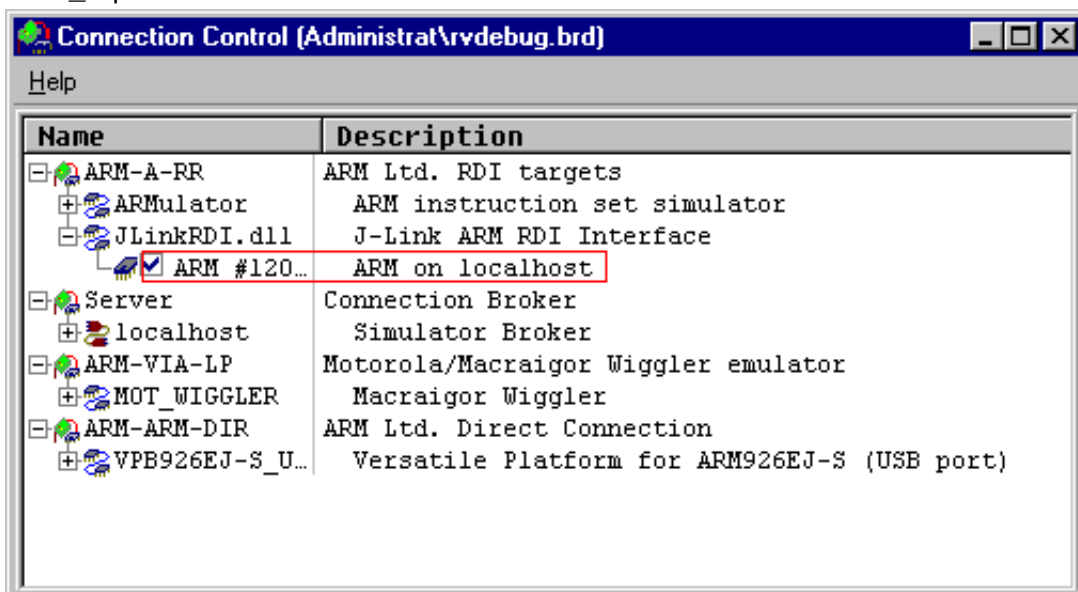 Connection Control (Administrat\rvdebug.brd)
Help
Name Description
ARM-A-RR ARM Ltd. RDI targets
ARMulator ARM instruction set simulator
JLinkRDI.dll J-Link ARM RDI Interface
ARM #120… ARM on localhost
Server Connection Broker
localhost Simulator Broker
ARM-VIA-LP Motorola/Macraigor Wiggler emulator
MOT_WIGGLER Macraigor Wiggler
ARM-ARM-DIR ARM Ltd. Direct Connection
VPB926EJ-S_U… Versatile Platform for ARM926EJ-S (USB port)